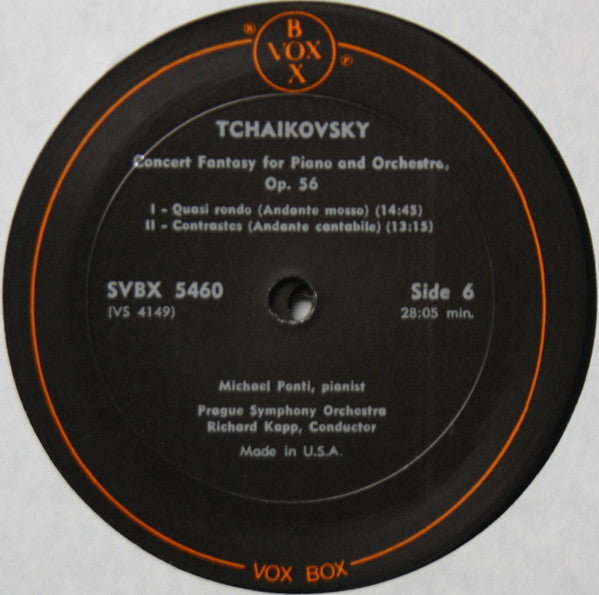 B
VOX
X
® ℗
TCHAIKOVSKY
Concert Fantasy for Piano and Orchestra,
Op. 56
I - Quasi rondo (Andante mosso) (14:45)
II - Contrastes (Andante cantabile) (13:15)
SVBX 5460 Side 6
(VS 4149) 28:05 min.
Michael Ponti, pianist
Prague Symphony Orchestra
Richard Kapp, Conductor
Made in U.S.A.
VOX BOX